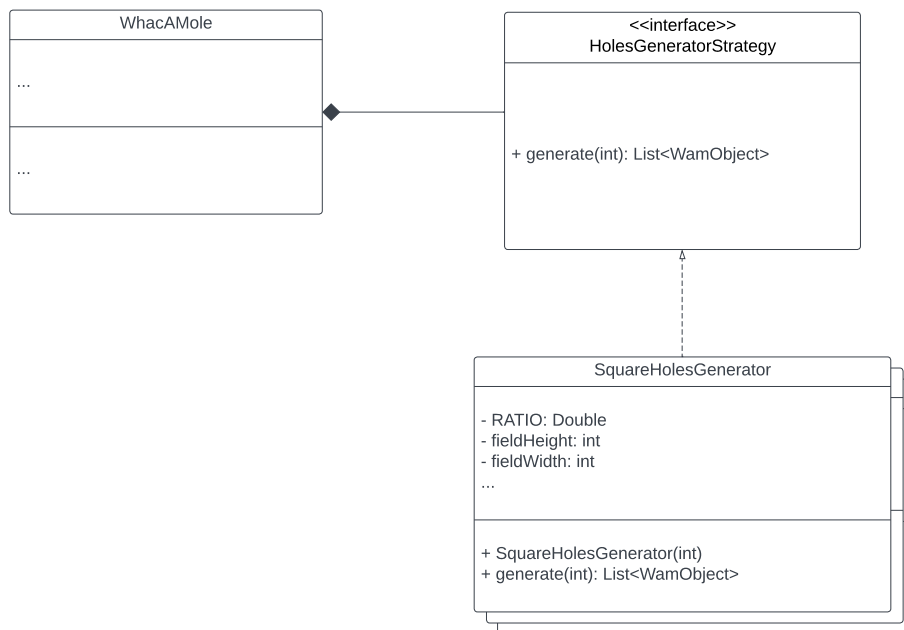 WhacAMole
...
...
<<interface>>
HolesGeneratorStrategy
+ generate(int): List<WamObject>
SquareHolesGenerator
- RATIO: Double
- fieldHeight: int
- fieldWidth: int
...
+ SquareHolesGenerator(int)
+ generate(int): List<WamObject>